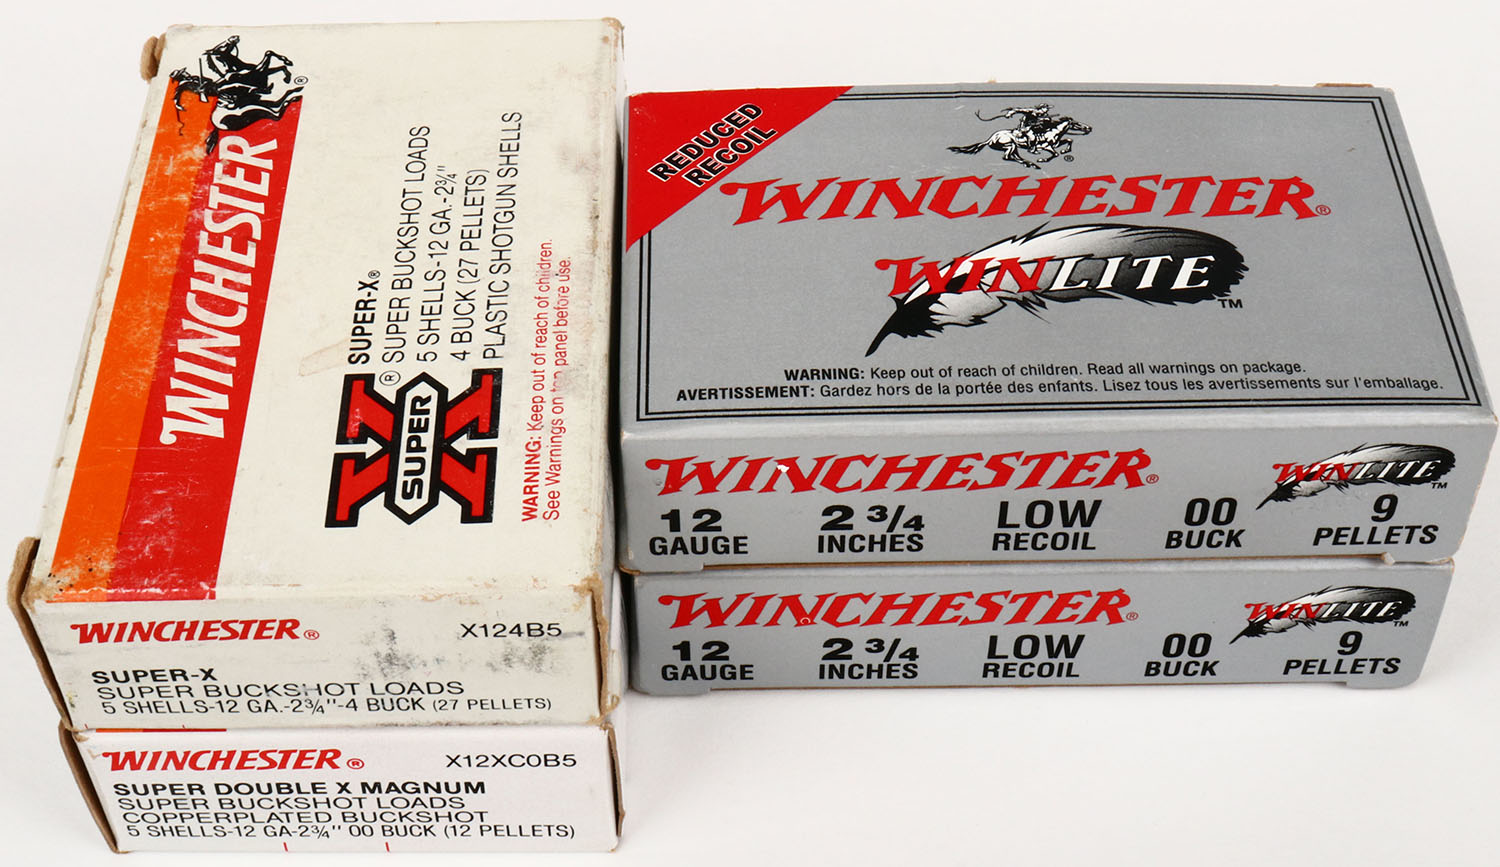 WINCHESTER
®
SUPER-X®
SUPER BUCKSHOT LOADS
5 SHELLS-12 GA.-2¾"
4 BUCK (27 PELLETS)
PLASTIC SHOTGUN SHELLS
X SUPER X ®
WARNING: Keep out of reach of children.
See Warnings on top panel before use.
WINCHESTER® X124B5
SUPER-X
SUPER BUCKSHOT LOADS
5 SHELLS-12 GA.-2¾"-4 BUCK (27 PELLETS)
WINCHESTER® X12XC0B5
SUPER DOUBLE X MAGNUM
SUPER BUCKSHOT LOADS
COPPERPLATED BUCKSHOT
5 SHELLS-12 GA-2¾" 00 BUCK (12 PELLETS)
REDUCED
RECOIL
®
WINCHESTER®
WINLITE™
WARNING: Keep out of reach of children. Read all warnings on package.
AVERTISSEMENT: Gardez hors de la portée des enfants. Lisez tous les avertissements sur l'emballage.
WINCHESTER® WINLITE™
12 2 3/4 LOW 00 9
GAUGE INCHES RECOIL BUCK PELLETS
WINCHESTER® WINLITE™
12 2 3/4 LOW 00 9
GAUGE INCHES RECOIL BUCK PELLETS